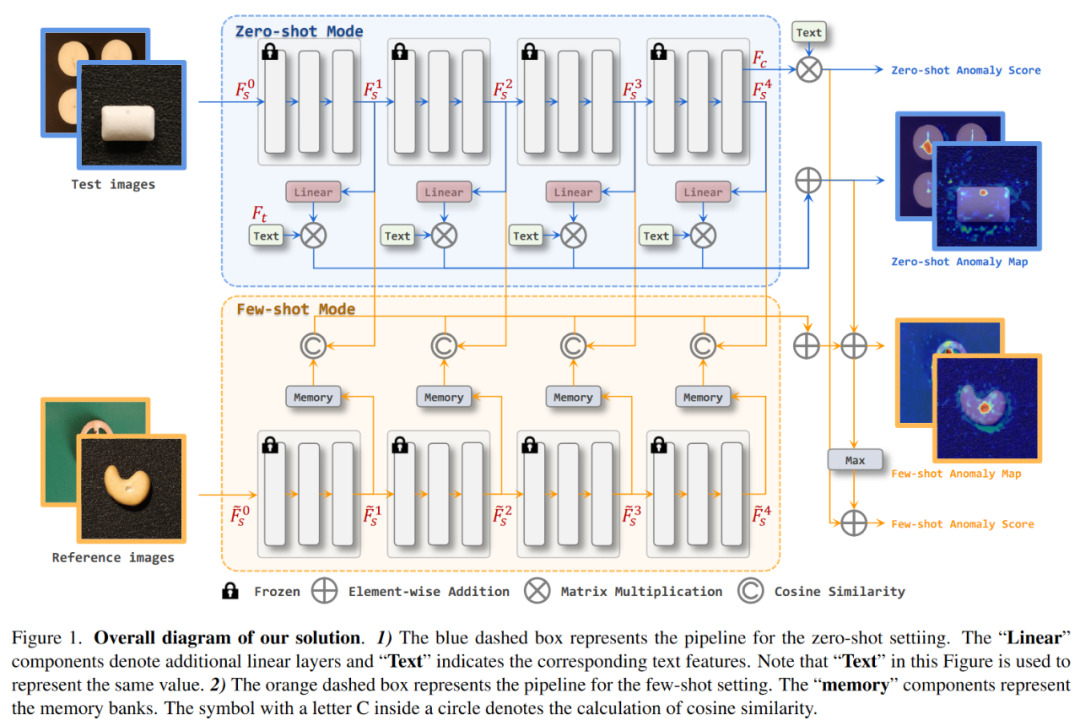 Zero-shot Mode
Text
F_c
Zero-shot Anomaly Score
F_s^0
F_s^1
F_s^2
F_s^3
F_s^4
Test images
Linear
Linear
Linear
Linear
F_t
Text
Text
Text
Text
Zero-shot Anomaly Map
Few-shot Mode
C
C
C
C
Memory
Memory
Memory
Memory
Max
Few-shot Anomaly Map
F̃_s^0
F̃_s^1
F̃_s^2
F̃_s^3
F̃_s^4
Few-shot Anomaly Score
Reference images
Frozen
Element-wise Addition
Matrix Multiplication
C
Cosine Similarity
Figure 1. Overall diagram of our solution. 1) The blue dashed box represents the pipeline for the zero-shot settiing. The “Linear”
components denote additional linear layers and “Text” indicates the corresponding text features. Note that “Text” in this Figure is used to
represent the same value. 2) The orange dashed box represents the pipeline for the few-shot setting. The “memory” components represent
the memory banks. The symbol with a letter C inside a circle denotes the calculation of cosine similarity.